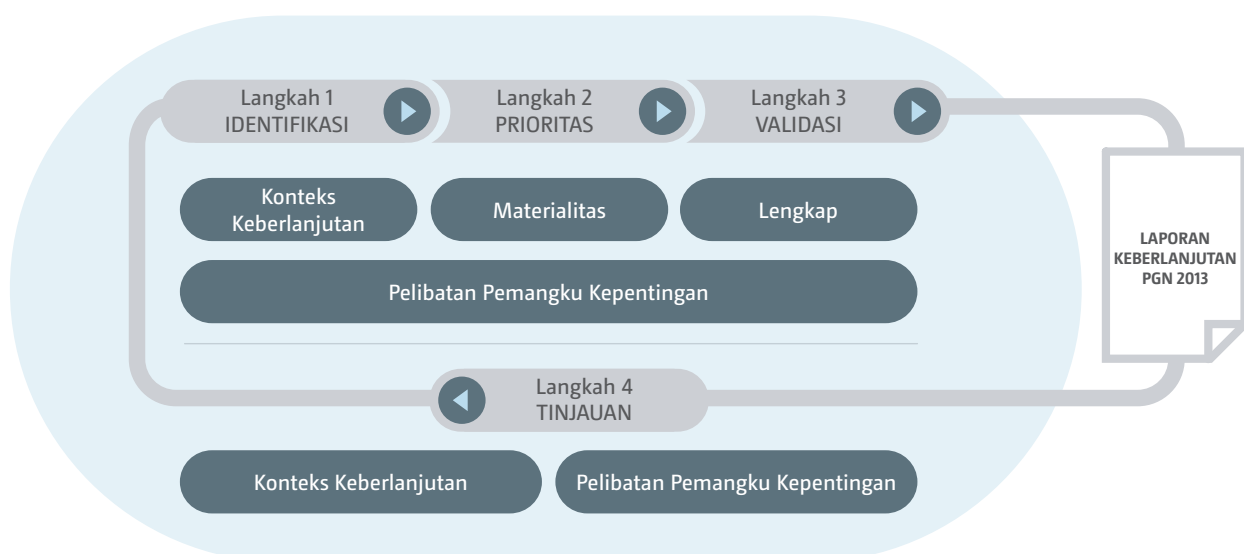 Langkah 1
IDENTIFIKASI
Langkah 2
PRIORITAS
Langkah 3
VALIDASI
Konteks
Keberlanjutan
Materialitas
Lengkap
Pelibatan Pemangku Kepentingan
LAPORAN
KEBERLANJUTAN
PGN 2013
Langkah 4
TINJAUAN
Konteks Keberlanjutan
Pelibatan Pemangku Kepentingan